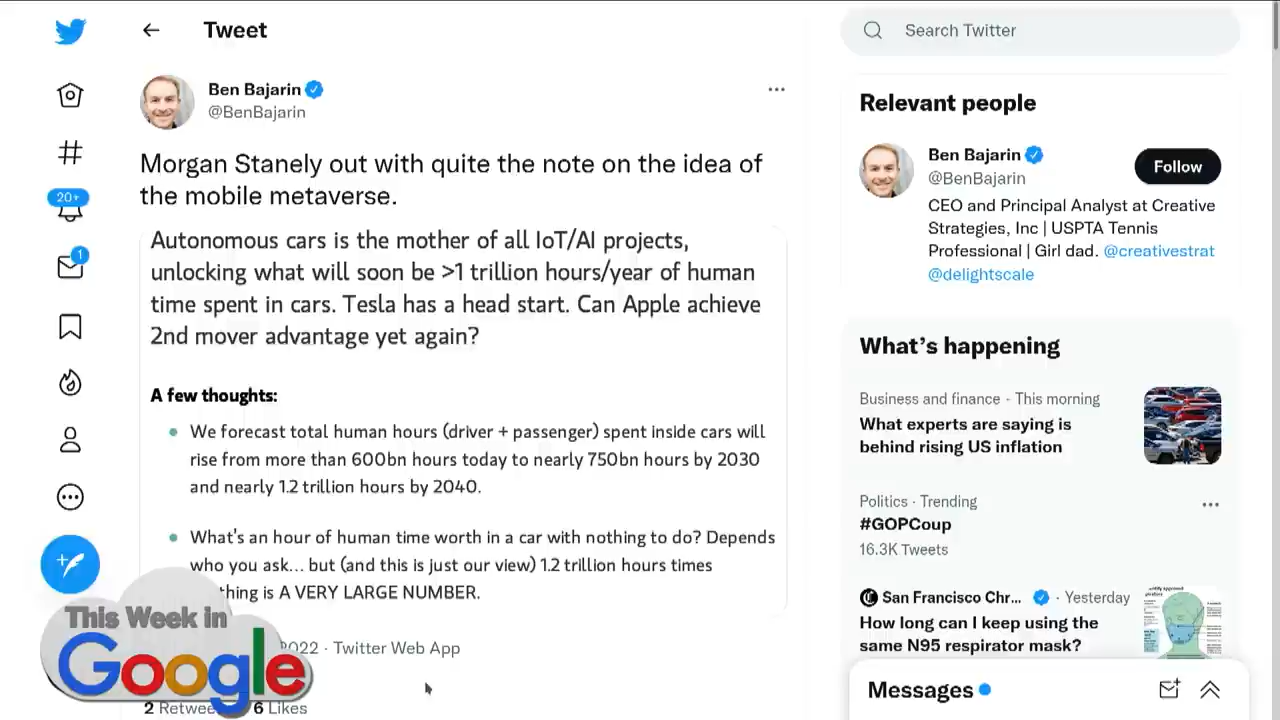 Tweet
Search Twitter
Ben Bajarin
@BenBajarin
Morgan Stanely out with quite the note on the idea of
the mobile metaverse.
Autonomous cars is the mother of all IoT/AI projects,
unlocking what will soon be >1 trillion hours/year of human
time spent in cars. Tesla has a head start. Can Apple achieve
2nd mover advantage yet again?
A few thoughts:
• We forecast total human hours (driver + passenger) spent inside cars will
rise from more than 600bn hours today to nearly 750bn hours by 2030
and nearly 1.2 trillion hours by 2040.
• What's an hour of human time worth in a car with nothing to do? Depends
who you ask... but (and this is just our view) 1.2 trillion hours times
is A VERY LARGE NUMBER.
2022 · Twitter Web App
2 6 Likes
20+
1
This Week in
Google
Relevant people
Ben Bajarin
@BenBajarin
Follow
CEO and Principal Analyst at Creative
Strategies, Inc | USPTA Tennis
Professional | Girl dad. @creativestrat
@delightscale
What's happening
Business and finance · This morning
What experts are saying is
behind rising US inflation
Politics · Trending
#GOPCoup
16.3K Tweets
San Francisco Chr... · Yesterday
How long can I keep using the
same N95 respirator mask?
Messages